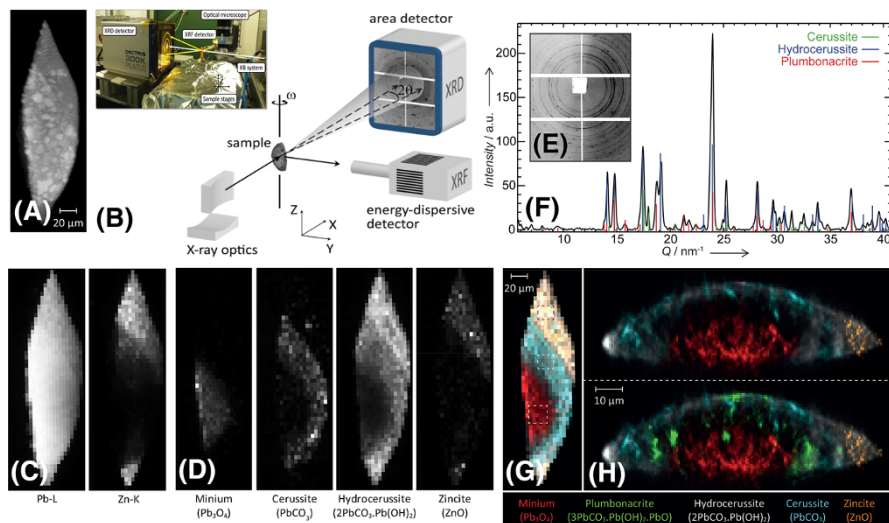 (A)
20 μm
XRD detector
Optical microscope
XRF detector
Sample stages
(B)
area detector
ω
2θ
XRD
sample
XRF
energy-dispersive
detector
X-ray optics
Z
X
Y
Intensity / a.u.
200
150
100
50
0
10
15
20
25
30
35
40
Q / nm⁻¹
(E)
(F)
Cerussite
Hydrocerussite
Plumbonacrite
(C)
Pb-L
Zn-K
(D)
Minium
(Pb₃O₄)
Cerussite
(PbCO₃)
Hydrocerussite
(2PbCO₃.Pb(OH)₂)
Zincite
(ZnO)
20 μm
(G)
10 μm
(H)
Minium
(Pb₃O₄)
Plumbonacrite
(3PbCO₃.Pb(OH)₂.PbO)
Hydrocerussite
(2PbCO₃.Pb(OH)₂)
Cerussite
(PbCO₃)
Zincite
(ZnO)